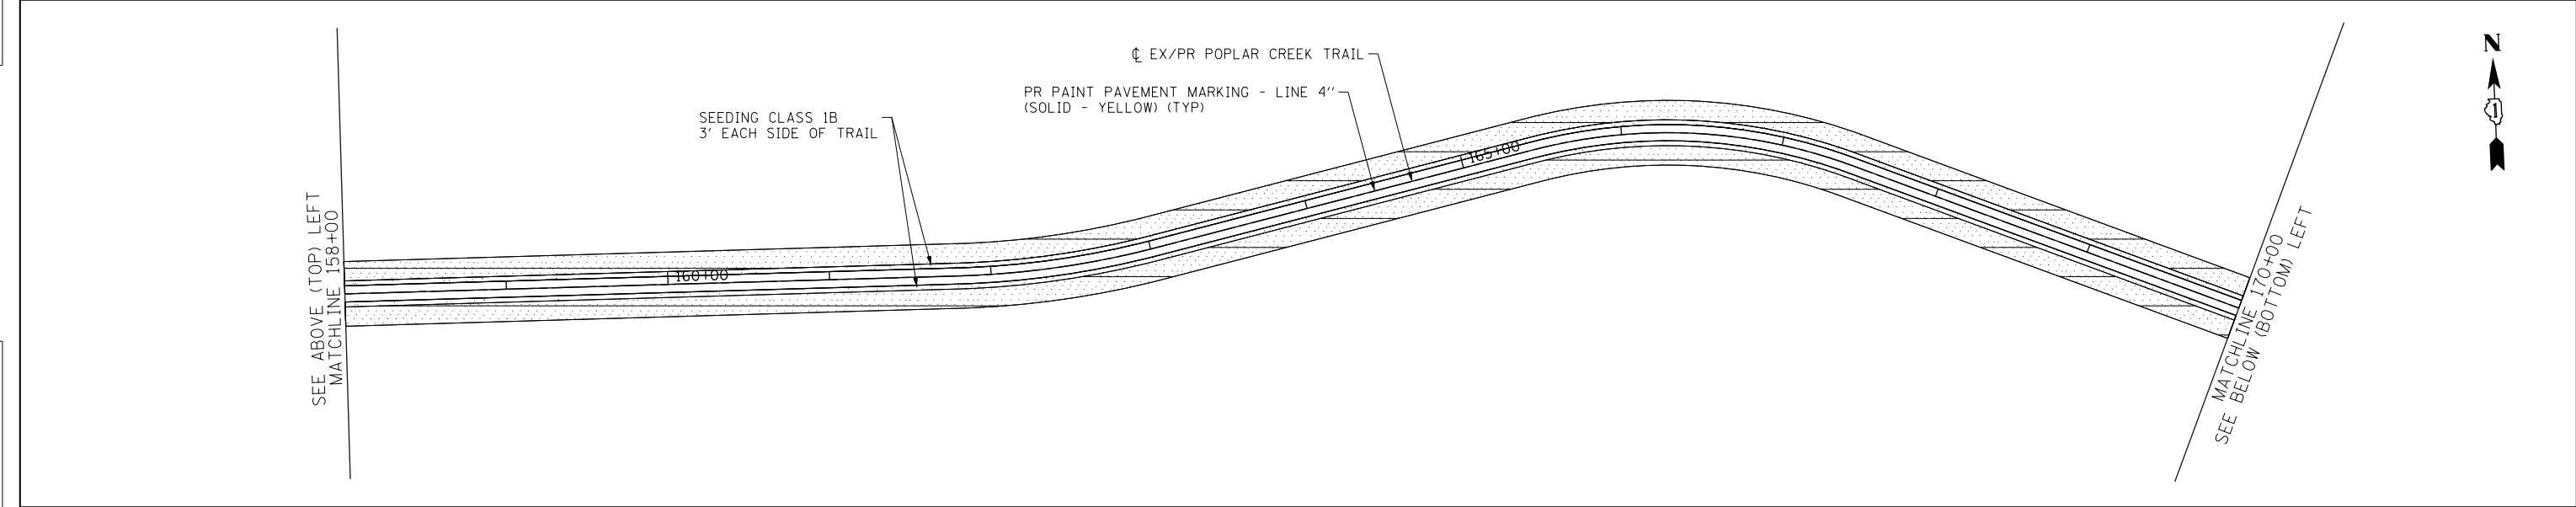 ℄ EX/PR POPLAR CREEK TRAIL
PR PAINT PAVEMENT MARKING - LINE 4"
(SOLID - YELLOW) (TYP)
SEEDING CLASS 1B
3' EACH SIDE OF TRAIL
N
1
165+00
160+00
SEE ABOVE (TOP) LEFT
MATCHLINE 158+00
MATCHLINE 170+00
SEE BELOW (BOTTOM) LEFT